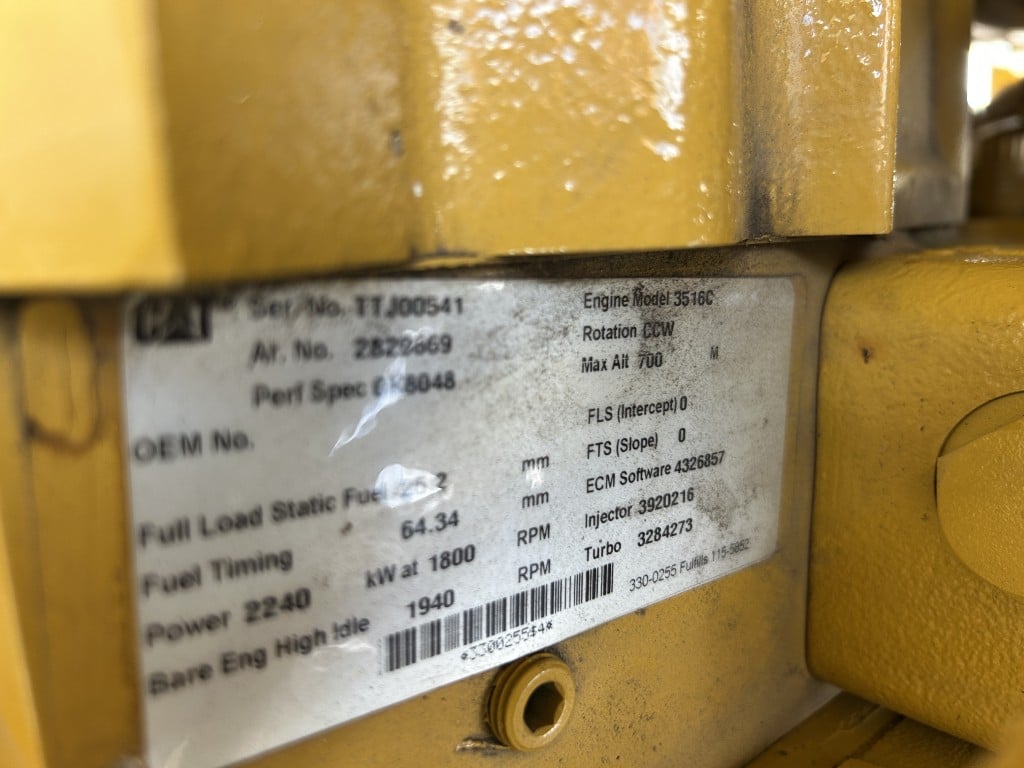 CAT Ser. No. TTJ00541
Ar. No. 2822669
Perf Spec 0K8048
OEM No.
Full Load Static Fuel mm
Fuel Timing 64.34 mm
Power 2240 kW at 1800 RPM
Bare Eng High Idle 1940 RPM
Engine Model 3516C
Rotation CCW
Max Alt 700 M
FLS (Intercept) 0
FTS (Slope) 0
ECM Software 4326857
Injector 3920216
Turbo 3284273
330-0255 Fulfills 115-5852